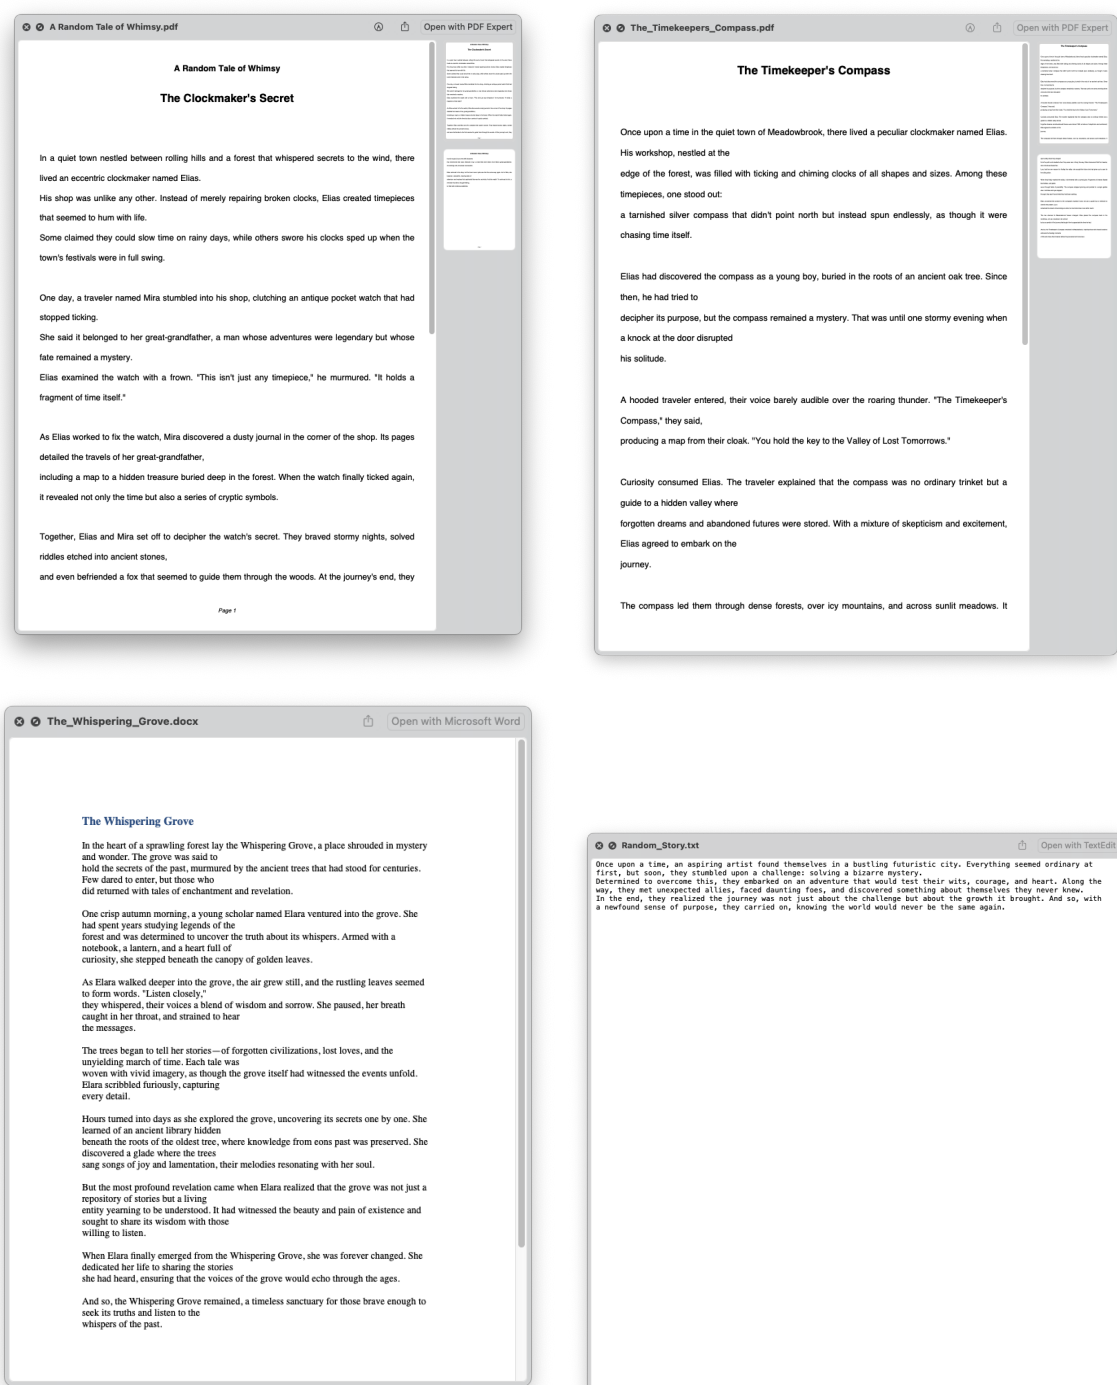 A Random Tale of Whimsy.pdf
Open with PDF Expert
A Random Tale of Whimsy
The Clockmaker's Secret
In a quiet town nestled between rolling hills and a forest that whispered secrets to the wind, there
lived an eccentric clockmaker named Elias.
His shop was unlike any other. Instead of merely repairing broken clocks, Elias created timepieces
that seemed to hum with life.
Some claimed they could slow time on rainy days, while others swore his clocks sped up when the
town's festivals were in full swing.
One day, a traveler named Mira stumbled into his shop, clutching an antique pocket watch that had
stopped ticking.
She said it belonged to her great-grandfather, a man whose adventures were legendary but whose
fate remained a mystery.
Elias examined the watch with a frown. "This isn't just any timepiece," he murmured. "It holds a
fragment of time itself."
As Elias worked to fix the watch, Mira discovered a dusty journal in the corner of the shop. Its pages
detailed the travels of her great-grandfather,
including a map to a hidden treasure buried deep in the forest. When the watch finally ticked again,
it revealed not only the time but also a series of cryptic symbols.
Together, Elias and Mira set off to decipher the watch's secret. They braved stormy nights, solved
riddles etched into ancient stones,
and even befriended a fox that seemed to guide them through the woods. At the journey's end, they
Page 1
The_Timekeepers_Compass.pdf
Open with PDF Expert
The Timekeeper's Compass
Once upon a time in the quiet town of Meadowbrook, there lived a peculiar clockmaker named Elias.
His workshop, nestled at the
edge of the forest, was filled with ticking and chiming clocks of all shapes and sizes. Among these
timepieces, one stood out:
a tarnished silver compass that didn't point north but instead spun endlessly, as though it were
chasing time itself.
Elias had discovered the compass as a young boy, buried in the roots of an ancient oak tree. Since
then, he had tried to
decipher its purpose, but the compass remained a mystery. That was until one stormy evening when
a knock at the door disrupted
his solitude.
A hooded traveler entered, their voice barely audible over the roaring thunder. "The Timekeeper's
Compass," they said,
producing a map from their cloak. "You hold the key to the Valley of Lost Tomorrows."
Curiosity consumed Elias. The traveler explained that the compass was no ordinary trinket but a
guide to a hidden valley where
forgotten dreams and abandoned futures were stored. With a mixture of skepticism and excitement,
Elias agreed to embark on the
journey.
The compass led them through dense forests, over icy mountains, and across sunlit meadows. It
The_Whispering_Grove.docx
Open with Microsoft Word
The Whispering Grove
In the heart of a sprawling forest lay the Whispering Grove, a place shrouded in mystery
and wonder. The grove was said to
hold the secrets of the past, murmured by the ancient trees that had stood for centuries.
Few dared to enter, but those who
did returned with tales of enchantment and revelation.
One crisp autumn morning, a young scholar named Elara ventured into the grove. She
had spent years studying legends of the
forest and was determined to uncover the truth about its whispers. Armed with a
notebook, a lantern, and a heart full of
curiosity, she stepped beneath the canopy of golden leaves.
As Elara walked deeper into the grove, the air grew still, and the rustling leaves seemed
to form words. "Listen closely,"
they whispered, their voices a blend of wisdom and sorrow. She paused, her breath
caught in her throat, and strained to hear
the messages.
The trees began to tell her stories—of forgotten civilizations, lost loves, and the
unyielding march of time. Each tale was
woven with vivid imagery, as though the grove itself had witnessed the events unfold.
Elara scribbled furiously, capturing
every detail.
Hours turned into days as she explored the grove, uncovering its secrets one by one. She
learned of an ancient library hidden
beneath the roots of the oldest tree, where knowledge from eons past was preserved. She
discovered a glade where the trees
sang songs of joy and lamentation, their melodies resonating with her soul.
But the most profound revelation came when Elara realized that the grove was not just a
repository of stories but a living
entity yearning to be understood. It had witnessed the beauty and pain of existence and
sought to share its wisdom with those
willing to listen.
When Elara finally emerged from the Whispering Grove, she was forever changed. She
dedicated her life to sharing the stories
she had heard, ensuring that the voices of the grove would echo through the ages.
And so, the Whispering Grove remained, a timeless sanctuary for those brave enough to
seek its truths and listen to the
whispers of the past.
Random_Story.txt
Open with TextEdit
Once upon a time, an aspiring artist found themselves in a bustling futuristic city. Everything seemed ordinary at
first, but soon, they stumbled upon a challenge: solving a bizarre mystery.
Determined to overcome this, they embarked on an adventure that would test their wits, courage, and heart. Along the
way, they met unexpected allies, faced daunting foes, and discovered something about themselves they never knew.
In the end, they realized the journey was not just about the challenge but about the growth it brought. And so, with
a newfound sense of purpose, they carried on, knowing the world would never be the same again.